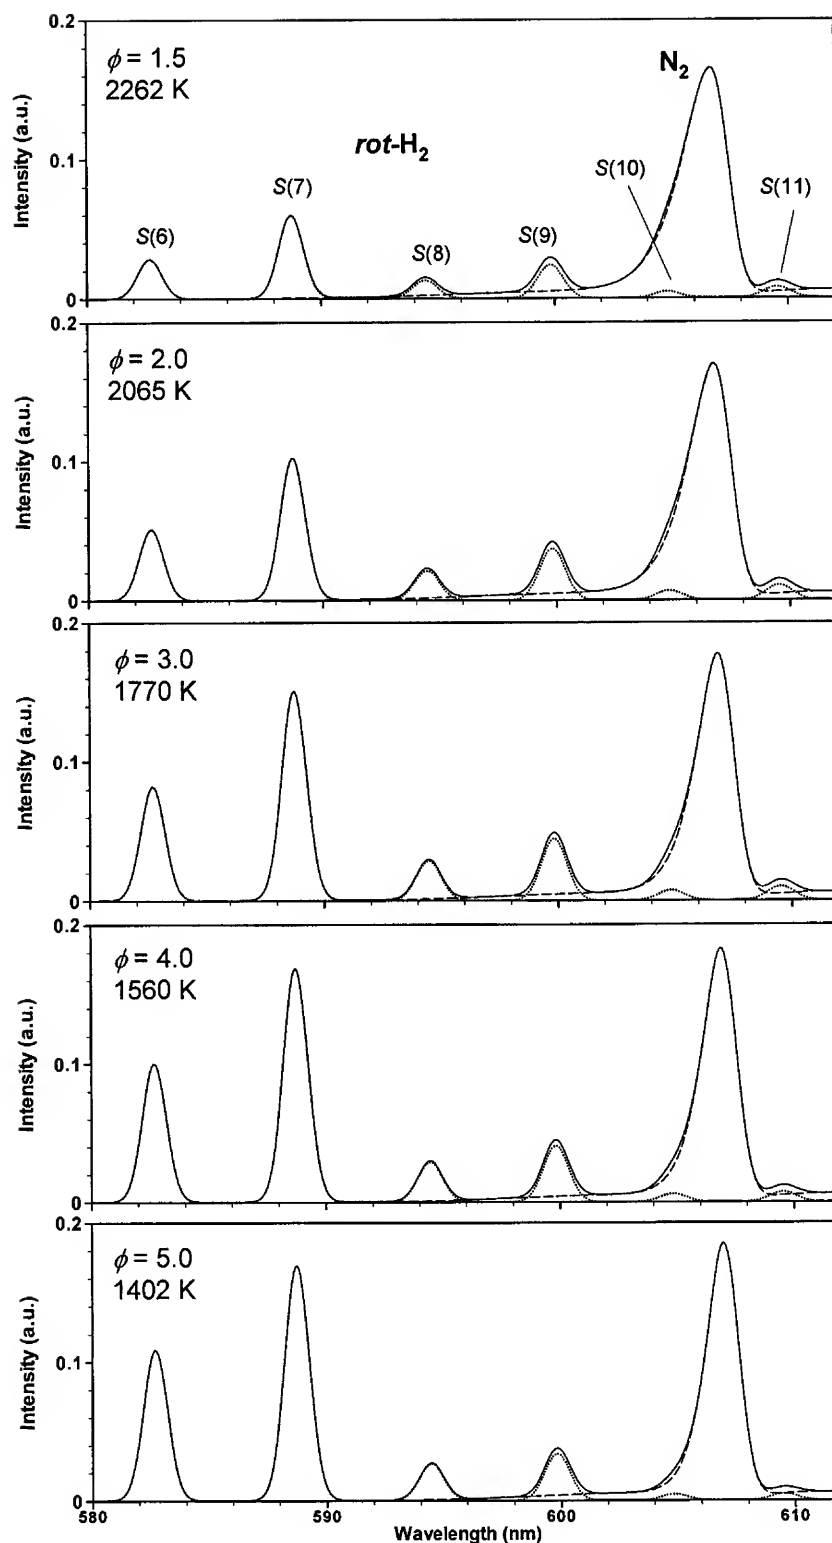 0.2
ϕ = 1.5
2262 K
N₂
rot-H₂
Intensity (a.u.)
0.1
S(6)
S(7)
S(8)
S(9)
S(10)
S(11)
0
0.2
ϕ = 2.0
2065 K
Intensity (a.u.)
0.1
0
0.2
ϕ = 3.0
1770 K
Intensity (a.u.)
0.1
0
0.2
ϕ = 4.0
1560 K
Intensity (a.u.)
0.1
0
0.2
ϕ = 5.0
1402 K
Intensity (a.u.)
0.1
0
580 590 600 610
Wavelength (nm)